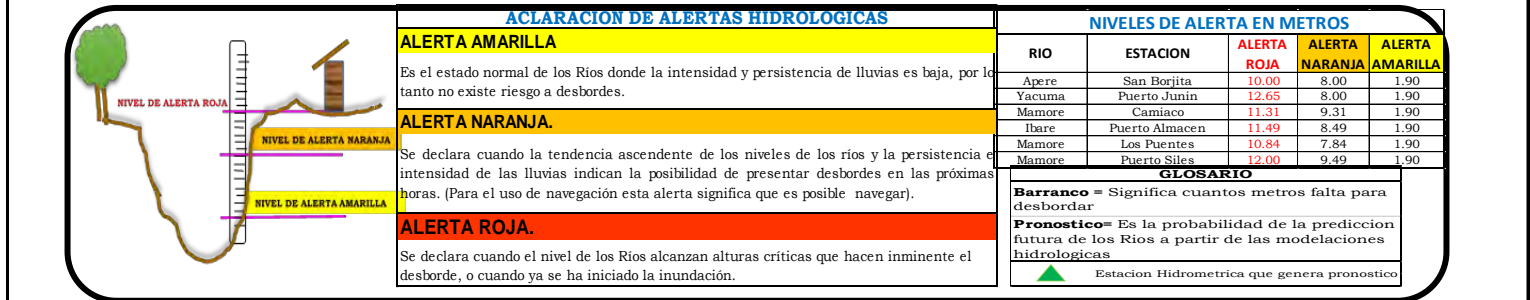 NIVEL DE ALERTA ROJA
NIVEL DE ALERTA NARANJA
NIVEL DE ALERTA AMARILLA
ACLARACION DE ALERTAS HIDROLOGICAS
ALERTA AMARILLA
Es el estado normal de los Ríos donde la intensidad y persistencia de lluvias es baja, por lo
tanto no existe riesgo a desbordes.
ALERTA NARANJA.
Se declara cuando la tendencia ascendente de los niveles de los ríos y la persistencia e
intensidad de las lluvias indican la posibilidad de presentar desbordes en las próximas
horas. (Para el uso de navegación esta alerta significa que es posible navegar).
ALERTA ROJA.
Se declara cuando el nivel de los Ríos alcanzan alturas críticas que hacen inminente el
desborde, o cuando ya se ha iniciado la inundación.
NIVELES DE ALERTA EN METROS
RIO ESTACION ALERTA ROJA ALERTA NARANJA ALERTA AMARILLA
Apere San Borjita 10.00 8.00 1.90
Yacuma Puerto Junin 12.65 8.00 1.90
Mamore Camiaco 11.31 9.31 1.90
Ibare Puerto Almacen 11.49 8.49 1.90
Mamore Los Puentes 10.84 7.84 1.90
Mamore Puerto Siles 12.00 9.49 1.90
GLOSARIO
Barranco = Significa cuantos metros falta para
desbordar
Pronostico= Es la probabilidad de la prediccion
futura de los Rios a partir de las modelaciones
hidrologicas
Estacion Hidrometrica que genera pronostico